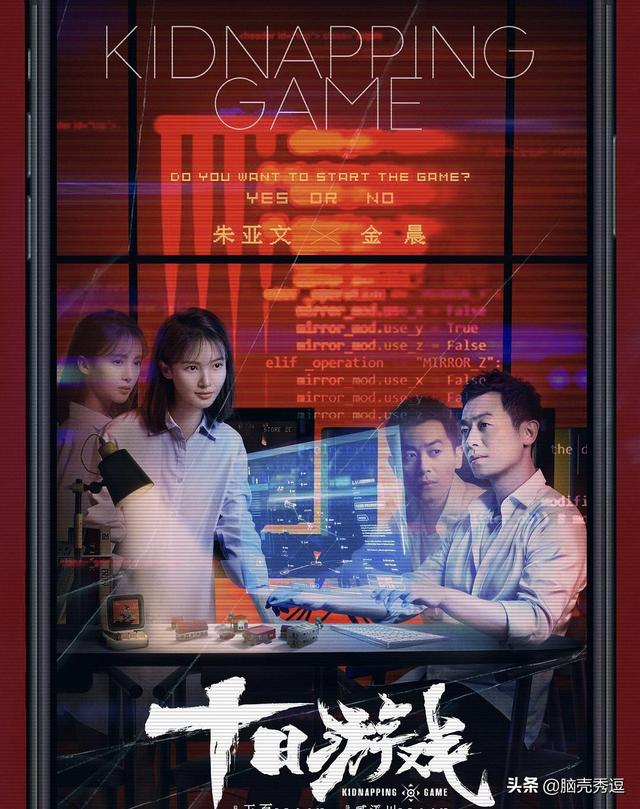 KIDNAPPING
GAME
DO YOU WANT TO START THE GAME?
YES OR NO
朱亚文 × 金晨
mirror_mod.use_x = False
mirror_mod.use_y = True
mirror_mod.use_z = False
elif _operation "MIRROR_Z":
mirror_mod.use_x = False
mirror_mod.use_y
十日游戏
KIDNAPPING GAME
头条 @脑壳秀逗